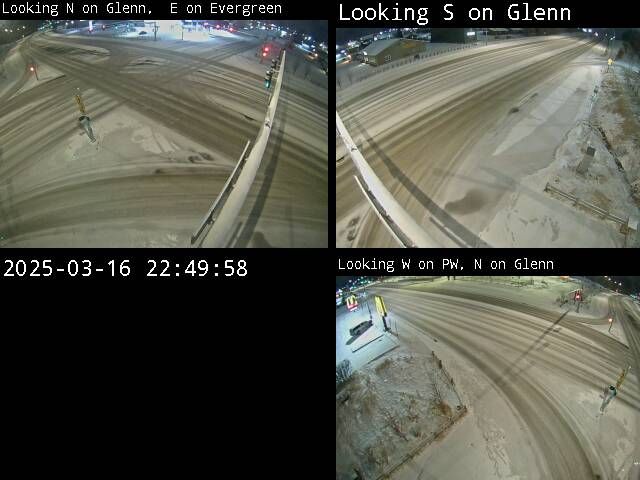 Looking N on Glenn, E on Evergreen
Looking S on Glenn
2025-03-16 22:49:58
Looking W on PW, N on Glenn